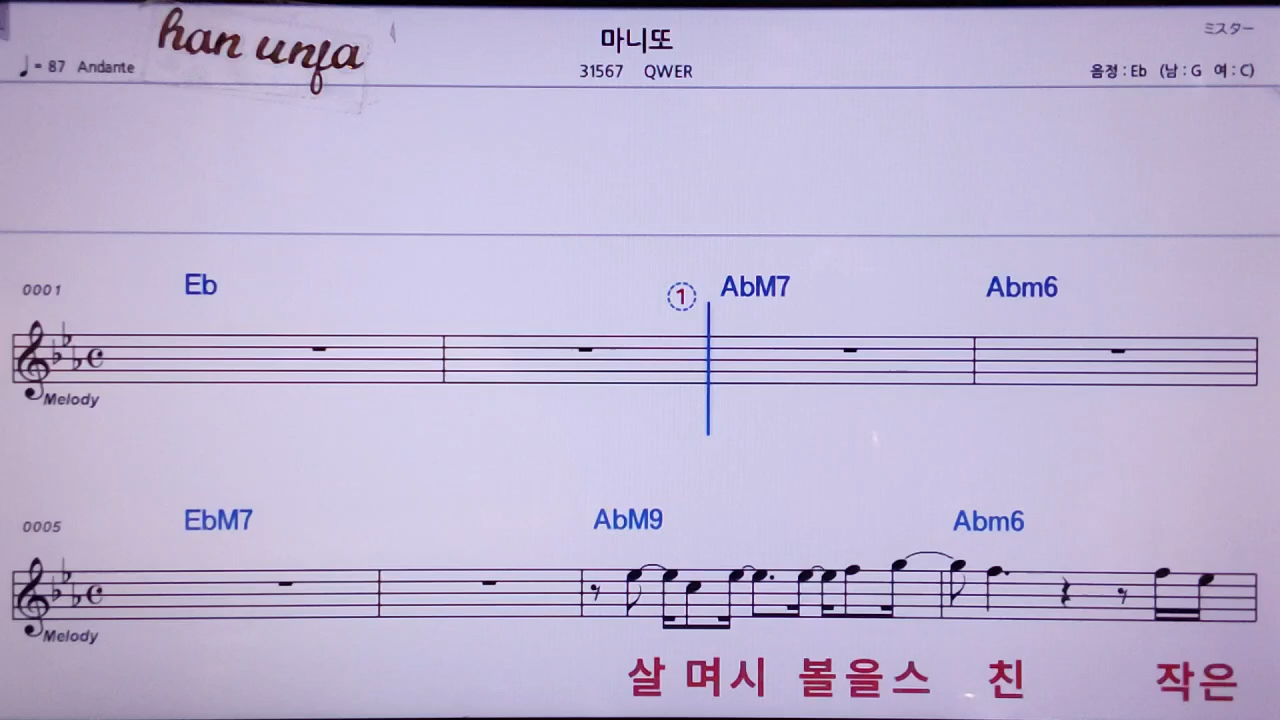 han unfa
마니또
ミスター
♩= 87 Andante
31567 QWER
음정 : Eb (남 : G 여 : C)
0001 Eb ① AbM7 Abm6
Melody
0005 EbM7 AbM9 Abm6
Melody
살 며시 볼을스 친 작은